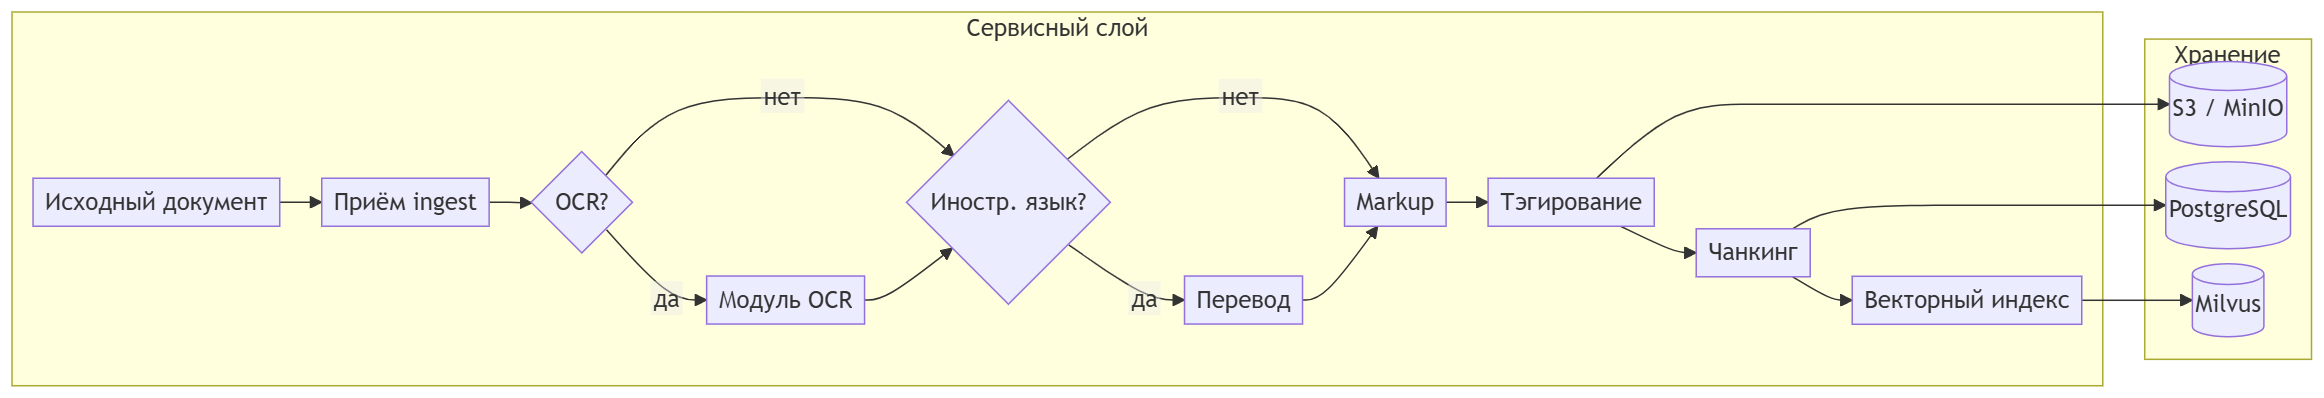 Сервисный слой
Исходный документ
Приём ingest
OCR?
нет
да
Модуль OCR
Иностр. язык?
нет
да
Перевод
Markup
Тэгирование
Чанкинг
Векторный индекс
Хранение
S3 / MinIO
PostgreSQL
Milvus